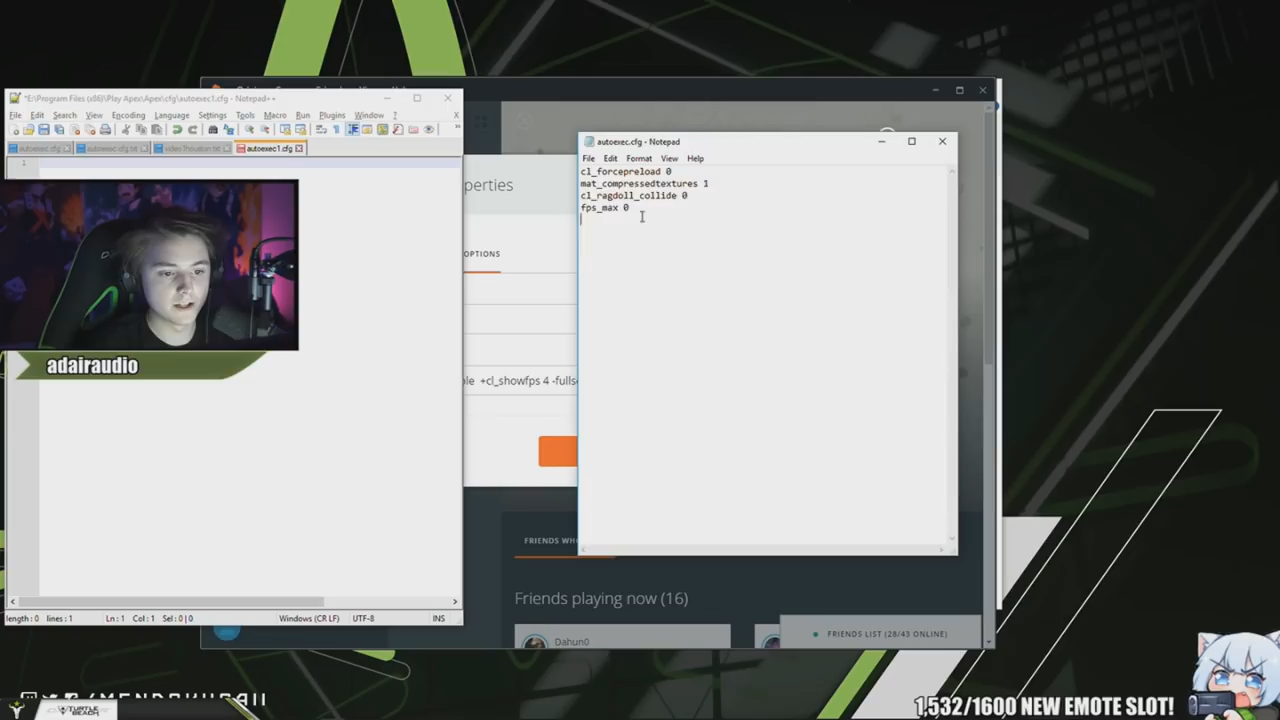 *E:\Program Files (x86)\Play Apex\Apex\cfg\autoexec1.cfg - Notepad++
File Edit Search View Encoding Language Settings Tools Macro Run Plugins Window ?
X
autoexec.cfg
autoexec1.cfg
1
length : 0 lines : 1 Ln : 1 Col : 1 Sel : 0 | 0 Windows (CR LF) UTF-8 INS
adairaudio
perties
OPTIONS
+cl_showfps 4
autoexec.cfg - Notepad
File Edit Format View Help
cl_forcepreload 0
mat_compressedtextures 1
cl_ragdoll_collide 0
fps_max 0
FRIENDS WH
Friends playing now (16)
Dahun0
FRIENDS LIST (28/43 ONLINE)
TURTLE BEACH
1,532/1600 NEW EMOTE SLOT!